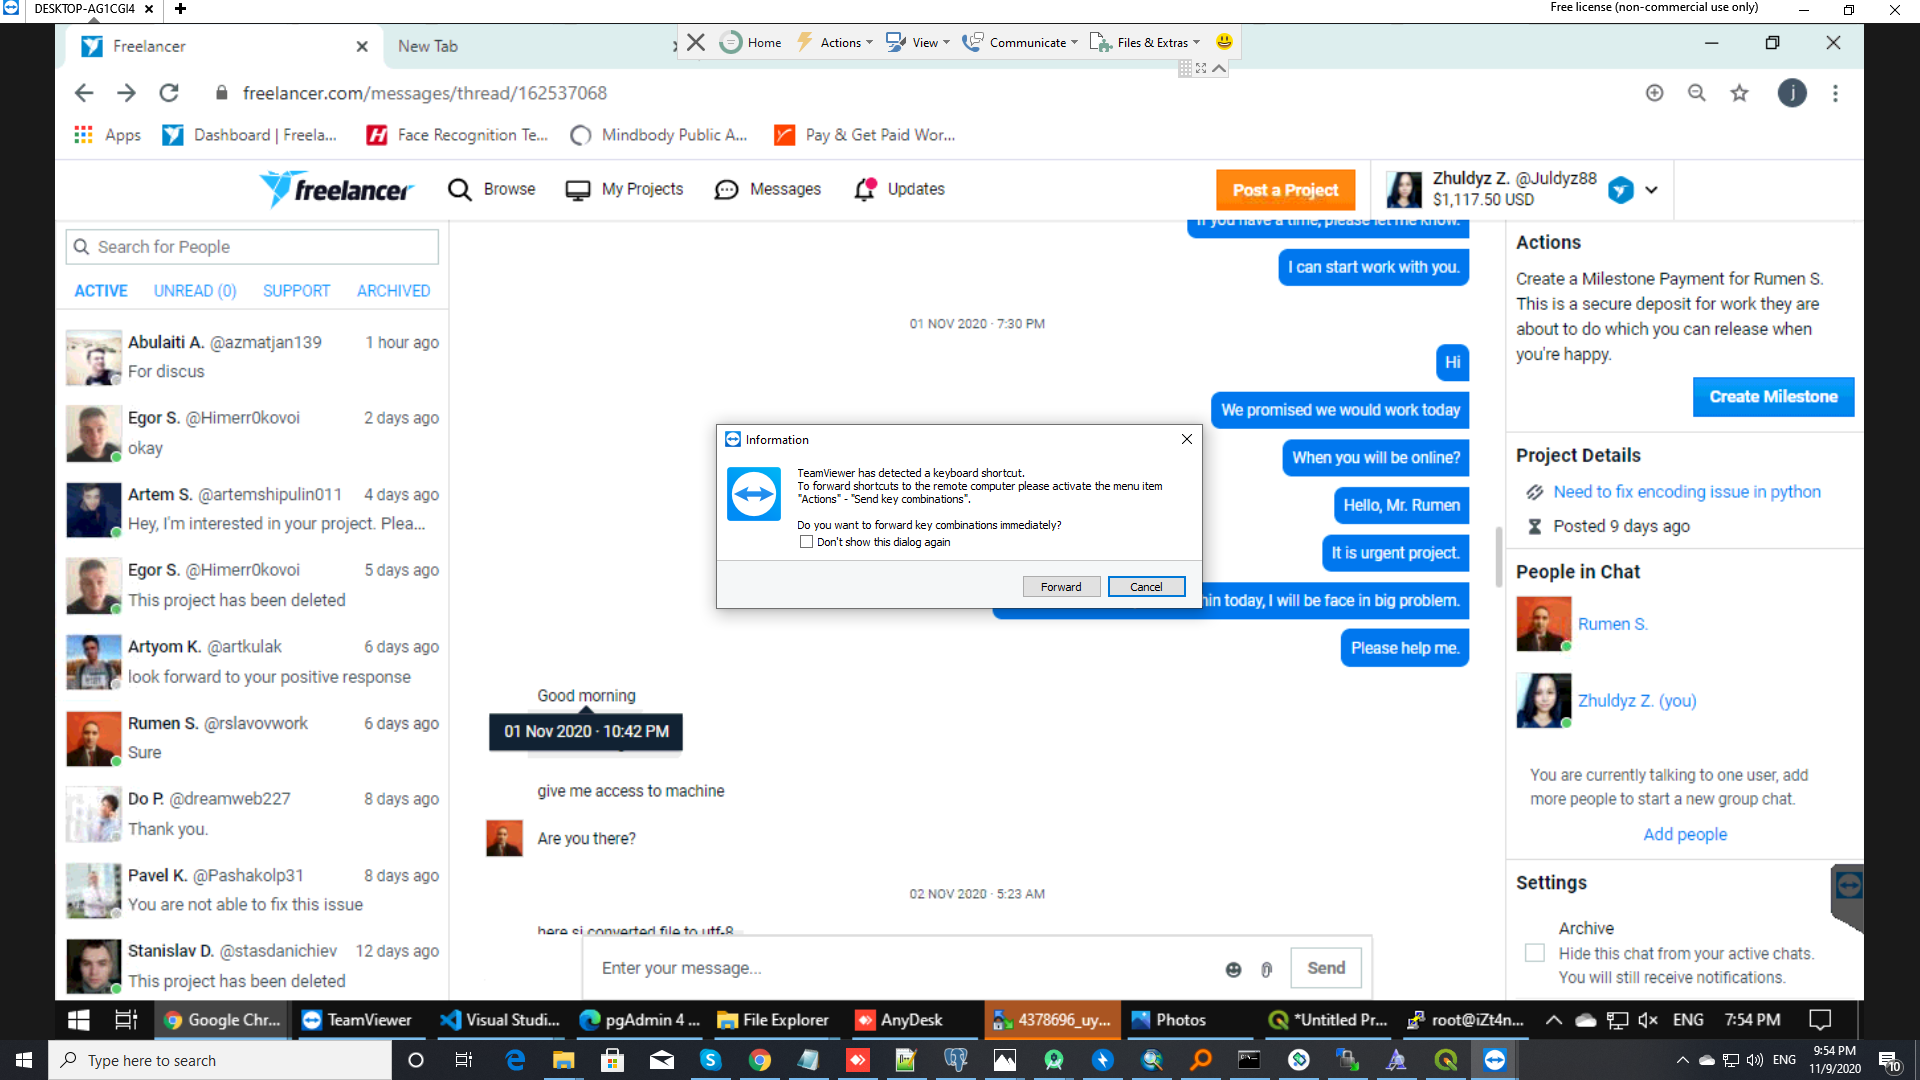 DESKTOP-AG1CGI4
Free license (non-commercial use only)
Freelancer
New Tab
Home
Actions
View
Communicate
Files & Extras
freelancer.com/messages/thread/162537068
j
Apps
Dashboard | Freela...
Face Recognition Te...
Mindbody Public A...
Pay & Get Paid Wor...
freelancer
Browse
My Projects
Messages
Updates
Post a Project
Zhuldyz Z. @Juldyz88
$1,117.50 USD
Search for People
ACTIVE
UNREAD (0)
SUPPORT
ARCHIVED
Abulaiti A. @azmatjan139
1 hour ago
For discus
Egor S. @Himerr0kovoi
2 days ago
okay
Artem S. @artemshipulin011
4 days ago
Hey, I'm interested in your project. Plea...
Egor S. @Himerr0kovoi
5 days ago
This project has been deleted
Artyom K. @artkulak
6 days ago
look forward to your positive response
Rumen S. @rslavovwork
6 days ago
Sure
Do P. @dreamweb227
8 days ago
Thank you.
Pavel K. @Pashakolp31
8 days ago
You are not able to fix this issue
Stanislav D. @stasdanichiev
12 days ago
This project has been deleted
If you have a time, please let me know.
I can start work with you.
01 NOV 2020 · 7:30 PM
Hi
We promised we would work today
When you will be online?
Hello, Mr. Rumen
It is urgent project.
today, I will be face in big problem.
Please help me.
Good morning
01 Nov 2020 · 10:42 PM
give me access to machine
Are you there?
02 NOV 2020 · 5:23 AM
here si converted file to utf-8
Enter your message...
Send
Information
TeamViewer has detected a keyboard shortcut.
To forward shortcuts to the remote computer please activate the menu item
"Actions" - "Send key combinations".
Do you want to forward key combinations immediately?
Don't show this dialog again
Forward
Cancel
Actions
Create a Milestone Payment for Rumen S.
This is a secure deposit for work they are
about to do which you can release when
you're happy.
Create Milestone
Project Details
Need to fix encoding issue in python
Posted 9 days ago
People in Chat
Rumen S.
Zhuldyz Z. (you)
You are currently talking to one user, add
more people to start a new group chat.
Add people
Settings
Archive
Hide this chat from your active chats.
You will still receive notifications.
Google Chr...
TeamViewer
Visual Studi...
pgAdmin 4 ...
File Explorer
AnyDesk
4378696_uy...
Photos
*Untitled Pr...
root@iZt4n...
ENG
7:54 PM
Type here to search
ENG
9:54 PM
11/9/2020
10